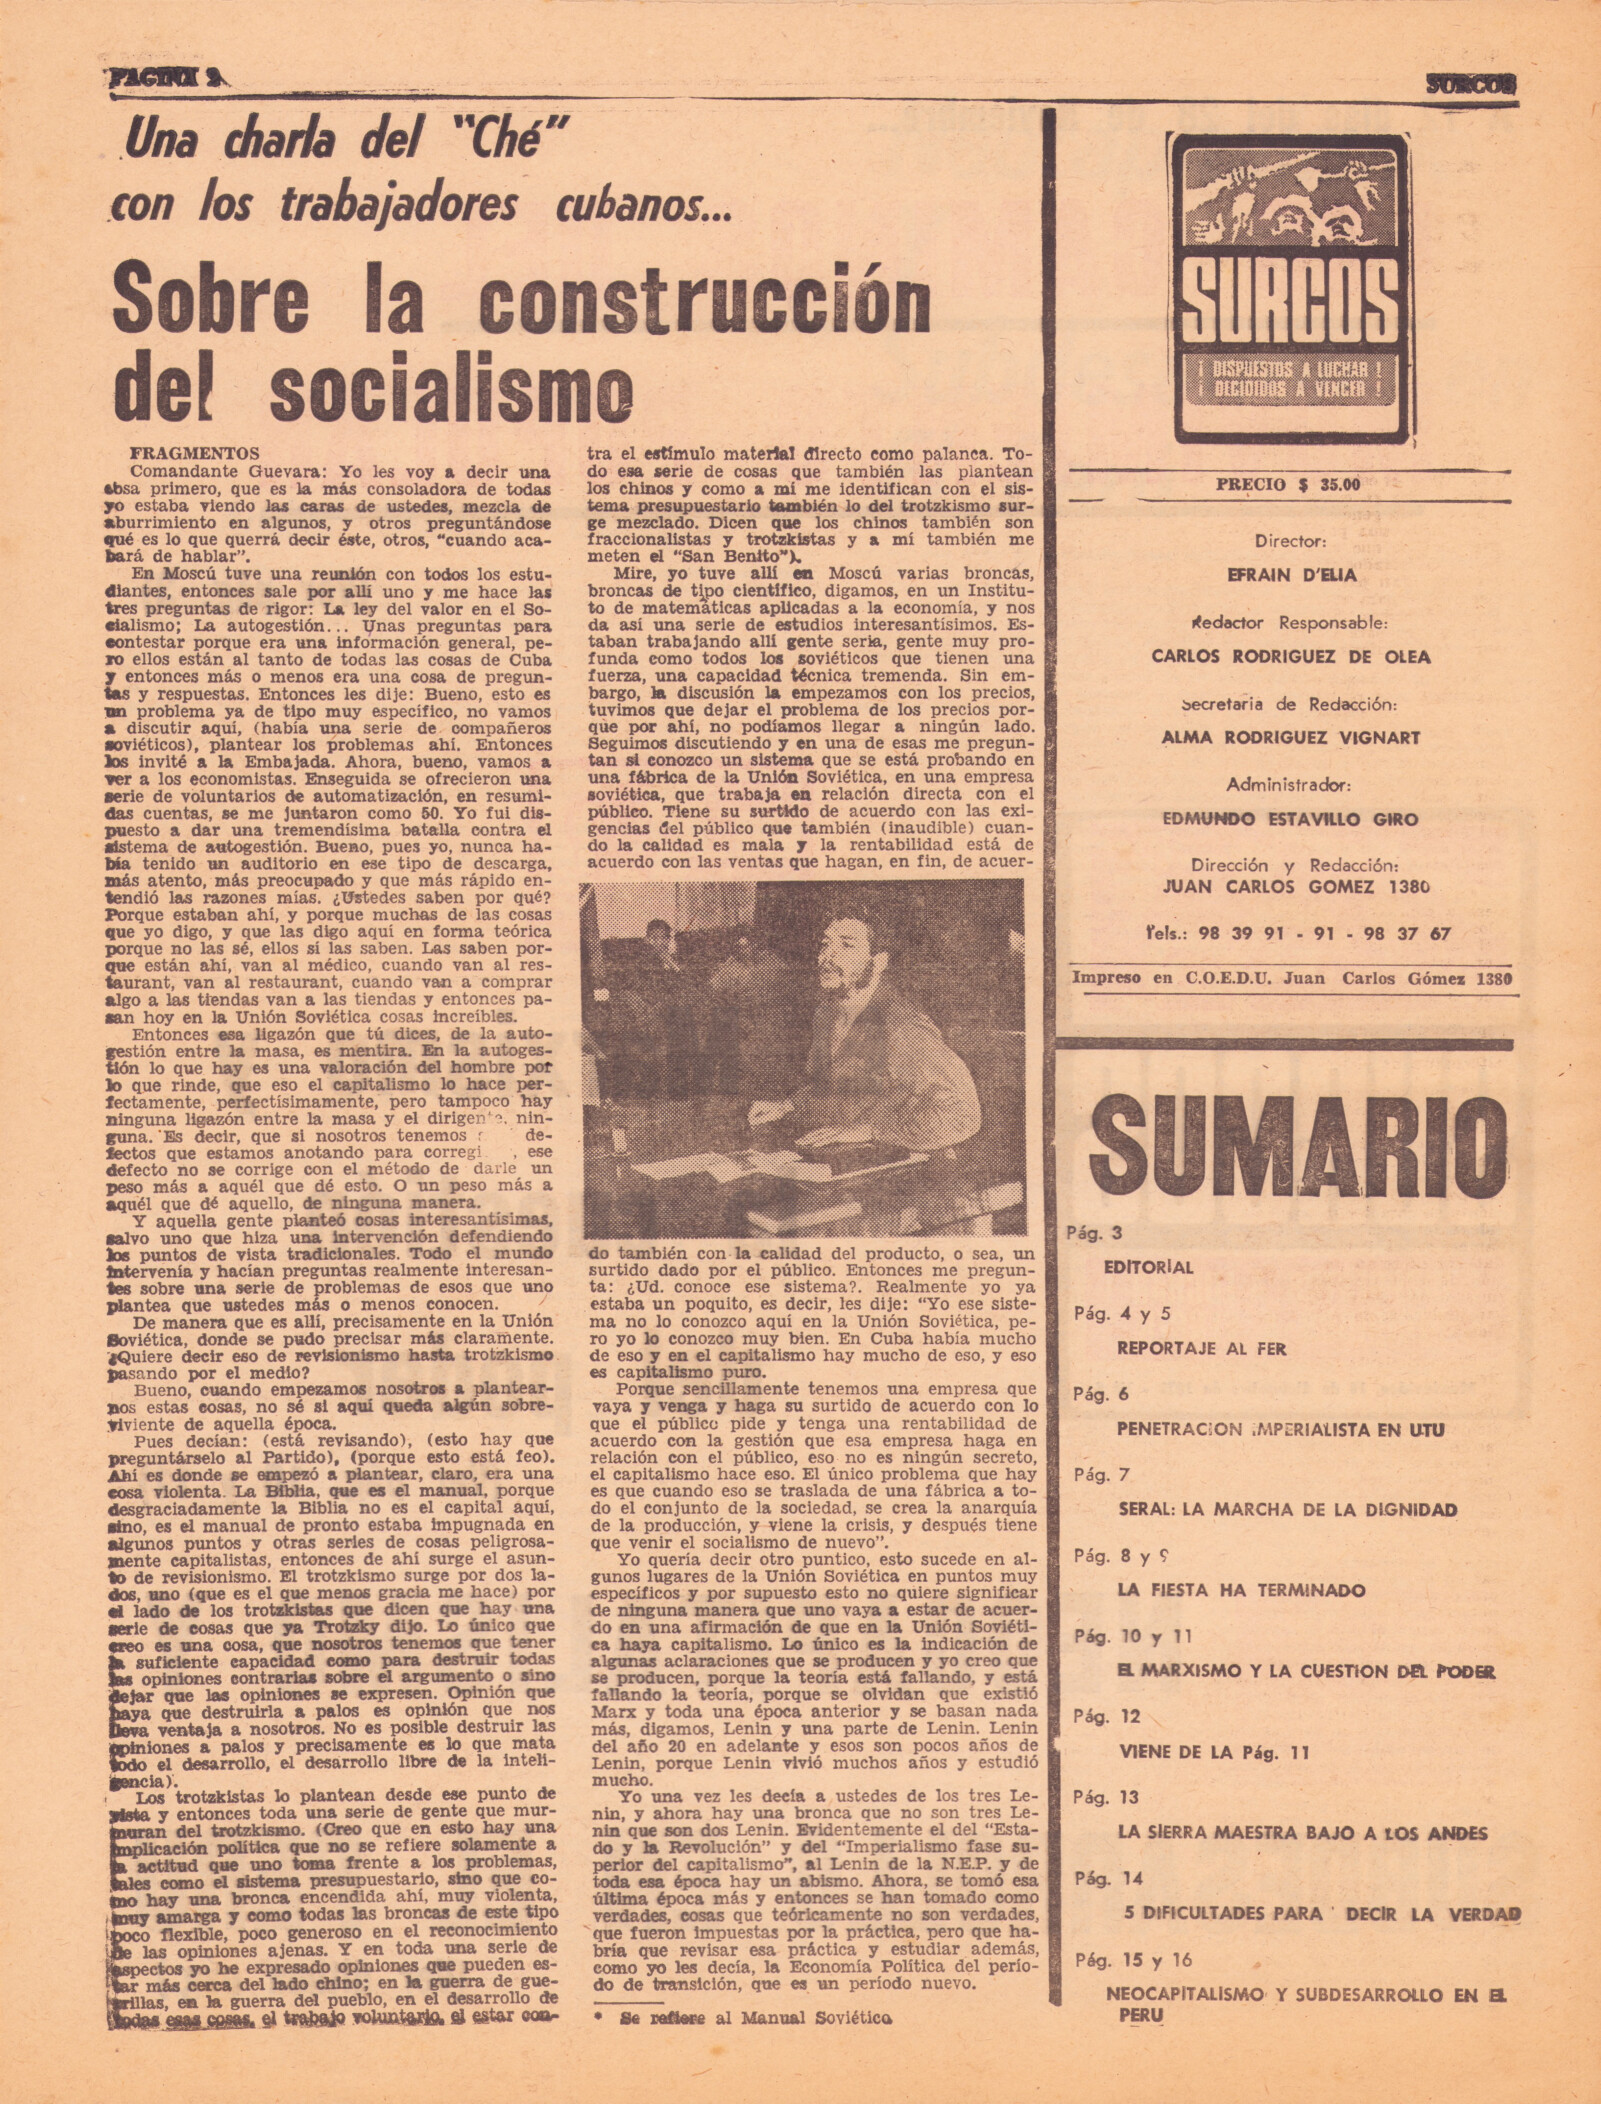 PAGINA 2
SURCOS
Una charla del "Ché"
con los trabajadores cubanos...
Sobre la construcción
del socialismo
FRAGMENTOS
Comandante Guevara: Yo les voy a decir una
cosa primero, que es la más consoladora de todas
yo estaba viendo las caras de ustedes, mezcla de
aburrimiento en algunos, y otros preguntándose
qué es lo que querrá decir éste, otros, "cuando aca-
bará de hablar".
En Moscú tuve una reunión con todos los estu-
diantes, entonces sale por allí uno y me hace las
tres preguntas de rigor: La ley del valor en el So-
cialismo; La autogestión... Unas preguntas para
contestar porque era una información general, pe-
ro ellos están al tanto de todas las cosas de Cuba
y entonces más o menos era una cosa de pregun-
tas y respuestas. Entonces les dije: Bueno, esto es
un problema ya de tipo muy específico, no vamos
a discutir aquí, (había una serie de compañeros
soviéticos), plantear los problemas ahí. Entonces
los invité a la Embajada. Ahora, bueno, vamos a
ver a los economistas. Enseguida se ofrecieron una
serie de voluntarios de automatización, en resumi-
das cuentas, se me juntaron como 50. Yo fui dis-
puesto a dar una tremendísima batalla contra el
sistema de autogestión. Bueno, pues yo, nunca ha-
bía tenido un auditorio en ese tipo de descarga,
más atento, más preocupado y que más rápido en-
tendió las razones mías. ¿Ustedes saben por qué?
Porque estaban ahí, y porque muchas de las cosas
que yo digo, y que las digo aquí en forma teórica
porque no las sé, ellos sí las saben. Las saben por-
que están ahí, van al médico, cuando van al res-
taurant, van al restaurant, cuando van a comprar
algo a las tiendas van a las tiendas y entonces pa-
san hoy en la Unión Soviética cosas increíbles.
Entonces esa ligazón que tú dices, de la auto-
gestión entre la masa, es mentira. En la autoges-
tión lo que hay es una valoración del hombre por
lo que rinde, que eso el capitalismo lo hace per-
fectamente, perfectísimamente, pero tampoco hay
ninguna ligazón entre la masa y el dirigente, nin-
guna. Es decir, que si nosotros tenemos de-
fectos que estamos anotando para corregi , ese
defecto no se corrige con el método de darle un
peso más a aquél que dé esto. O un peso más a
aquél que dé aquello, de ninguna manera.
Y aquella gente planteó cosas interesantísimas,
salvo uno que hiza una intervención defendiendo
los puntos de vista tradicionales. Todo el mundo
intervenía y hacían preguntas realmente interesan-
tes sobre una serie de problemas de esos que uno
plantea que ustedes más o menos conocen.
De manera que es allí, precisamente en la Unión
Soviética, donde se pudo precisar más claramente.
¿Quiere decir eso de revisionismo hasta trotzkismo
pasando por el medio?
Bueno, cuando empezamos nosotros a plantear-
nos estas cosas, no sé si aquí queda algún sobre-
viviente de aquella época.
Pues decían: (está revisando), (esto hay que
preguntárselo al Partido), (porque esto está feo).
Ahí es donde se empezó a plantear, claro, era una
cosa violenta. La Biblia, que es el manual, porque
desgraciadamente la Biblia no es el capital aquí,
sino, es el manual de pronto estaba impugnada en
algunos puntos y otras series de cosas peligrosa-
mente capitalistas, entonces de ahí surge el asun-
to de revisionismo. El trotzkismo surge por dos la-
dos, uno (que es el que menos gracia me hace) por
el lado de los trotzkistas que dicen que hay una
serie de cosas que ya Trotzky dijo. Lo único que
creo es una cosa, que nosotros tenemos que tener
la suficiente capacidad como para destruir todas
las opiniones contrarias sobre el argumento o sino
dejar que las opiniones se expresen. Opinión que
haya que destruirla a palos es opinión que nos
lleva ventaja a nosotros. No es posible destruir las
opiniones a palos y precisamente es lo que mata
todo el desarrollo, el desarrollo libre de la inteli-
gencia).
Los trotzkistas lo plantean desde ese punto de
vista y entonces toda una serie de gente que mur-
muran del trotzkismo. (Creo que en esto hay una
implicación política que no se refiere solamente a
la actitud que uno toma frente a los problemas,
tales como el sistema presupuestario, sino que co-
mo hay una bronca encendida ahí, muy violenta,
muy amarga y como todas las broncas de este tipo
poco flexible, poco generoso en el reconocimiento
de las opiniones ajenas. Y en toda una serie de
aspectos yo he expresado opiniones que pueden es-
tar más cerca del lado chino; en la guerra de gue-
rrillas, en la guerra del pueblo, en el desarrollo de
todas esas cosas, el trabajo voluntario, el estar con-
tra el estímulo material directo como palanca. To-
do esa serie de cosas que también las plantean
los chinos y como a mí me identifican con el sis-
tema presupuestario también lo del trotzkismo sur-
ge mezclado. Dicen que los chinos también son
fraccionalistas y trotzkistas y a mí también me
meten el "San Benito").
Mire, yo tuve allí en Moscú varias broncas,
broncas de tipo científico, digamos, en un Institu-
to de matemáticas aplicadas a la economía, y nos
da así una serie de estudios interesantísimos. Es-
taban trabajando allí gente seria, gente muy pro-
funda como todos los soviéticos que tienen una
fuerza, una capacidad técnica tremenda. Sin em-
bargo, la discusión la empezamos con los precios,
tuvimos que dejar el problema de los precios por-
que por ahí, no podíamos llegar a ningún lado.
Seguimos discutiendo y en una de esas me pregun-
tan si conozco un sistema que se está probando en
una fábrica de la Unión Soviética, en una empresa
soviética, que trabaja en relación directa con el
público. Tiene su surtido de acuerdo con las exi-
gencias del público que también (inaudible) cuan-
do la calidad es mala y la rentabilidad está de
acuerdo con las ventas que hagan, en fin, de acuer-
do también con la calidad del producto, o sea, un
surtido dado por el público. Entonces me pregun-
ta: ¿Ud. conoce ese sistema?. Realmente yo ya
estaba un poquito, es decir, les dije: "Yo ese siste-
ma no lo conozco aquí en la Unión Soviética, pe-
ro yo lo conozco muy bien. En Cuba había mucho
de eso y en el capitalismo hay mucho de eso, y eso
es capitalismo puro.
Porque sencillamente tenemos una empresa que
vaya y venga y haga su surtido de acuerdo con lo
que el público pide y tenga una rentabilidad de
acuerdo con la gestión que esa empresa haga en
relación con el público, eso no es ningún secreto,
el capitalismo hace eso. El único problema que hay
es que cuando eso se traslada de una fábrica a to-
do el conjunto de la sociedad, se crea la anarquía
de la producción, y viene la crisis, y después tiene
que venir el socialismo de nuevo".
Yo quería decir otro puntico, esto sucede en al-
gunos lugares de la Unión Soviética en puntos muy
específicos y por supuesto esto no quiere significar
de ninguna manera que uno vaya a estar de acuer-
do en una afirmación de que en la Unión Soviéti-
ca haya capitalismo. Lo único es la indicación de
algunas aclaraciones que se producen y yo creo que
se producen, porque la teoría está fallando, y está
fallando la teoría, porque se olvidan que existió
Marx y toda una época anterior y se basan nada
más, digamos, Lenin y una parte de Lenin. Lenin
del año 20 en adelante y esos son pocos años de
Lenin, porque Lenin vivió muchos años y estudió
mucho.
Yo una vez les decía a ustedes de los tres Le-
nin, y ahora hay una bronca que no son tres Le-
nin que son dos Lenin. Evidentemente el del "Esta-
do y la Revolución" y del "Imperialismo fase su-
perior del capitalismo", al Lenin de la N.E.P. y de
toda esa época hay un abismo. Ahora, se tomó esa
última época más y entonces se han tomado como
verdades, cosas que teóricamente no son verdades,
que fueron impuestas por la práctica, pero que ha-
bría que revisar esa práctica y estudiar además,
como yo les decía, la Economía Política del perío-
do de transición, que es un período nuevo.
* Se refiere al Manual Soviético
SURCOS
¡ DISPUESTOS A LUCHAR !
¡ DECIDIDOS A VENCER !
PRECIO $ 35.00
Director:
EFRAIN D'ELIA
Redactor Responsable:
CARLOS RODRIGUEZ DE OLEA
Secretaria de Redacción:
ALMA RODRIGUEZ VIGNART
Administrador:
EDMUNDO ESTAVILLO GIRO
Dirección y Redacción:
JUAN CARLOS GOMEZ 1380
Tels.: 98 39 91 - 91 - 98 37 67
Impreso en C.O.E.D.U. Juan Carlos Gómez 1380
SUMARIO
Pág. 3
EDITORIAL
Pág. 4 y 5
REPORTAJE AL FER
Pág. 6
PENETRACION IMPERIALISTA EN UTU
Pág. 7
SERAL: LA MARCHA DE LA DIGNIDAD
Pág. 8 y 9
LA FIESTA HA TERMINADO
Pág. 10 y 11
EL MARXISMO Y LA CUESTION DEL PODER
Pág. 12
VIENE DE LA Pág. 11
Pág. 13
LA SIERRA MAESTRA BAJO A LOS ANDES
Pág. 14
5 DIFICULTADES PARA DECIR LA VERDAD
Pág. 15 y 16
NEOCAPITALISMO Y SUBDESARROLLO EN EL
PERU